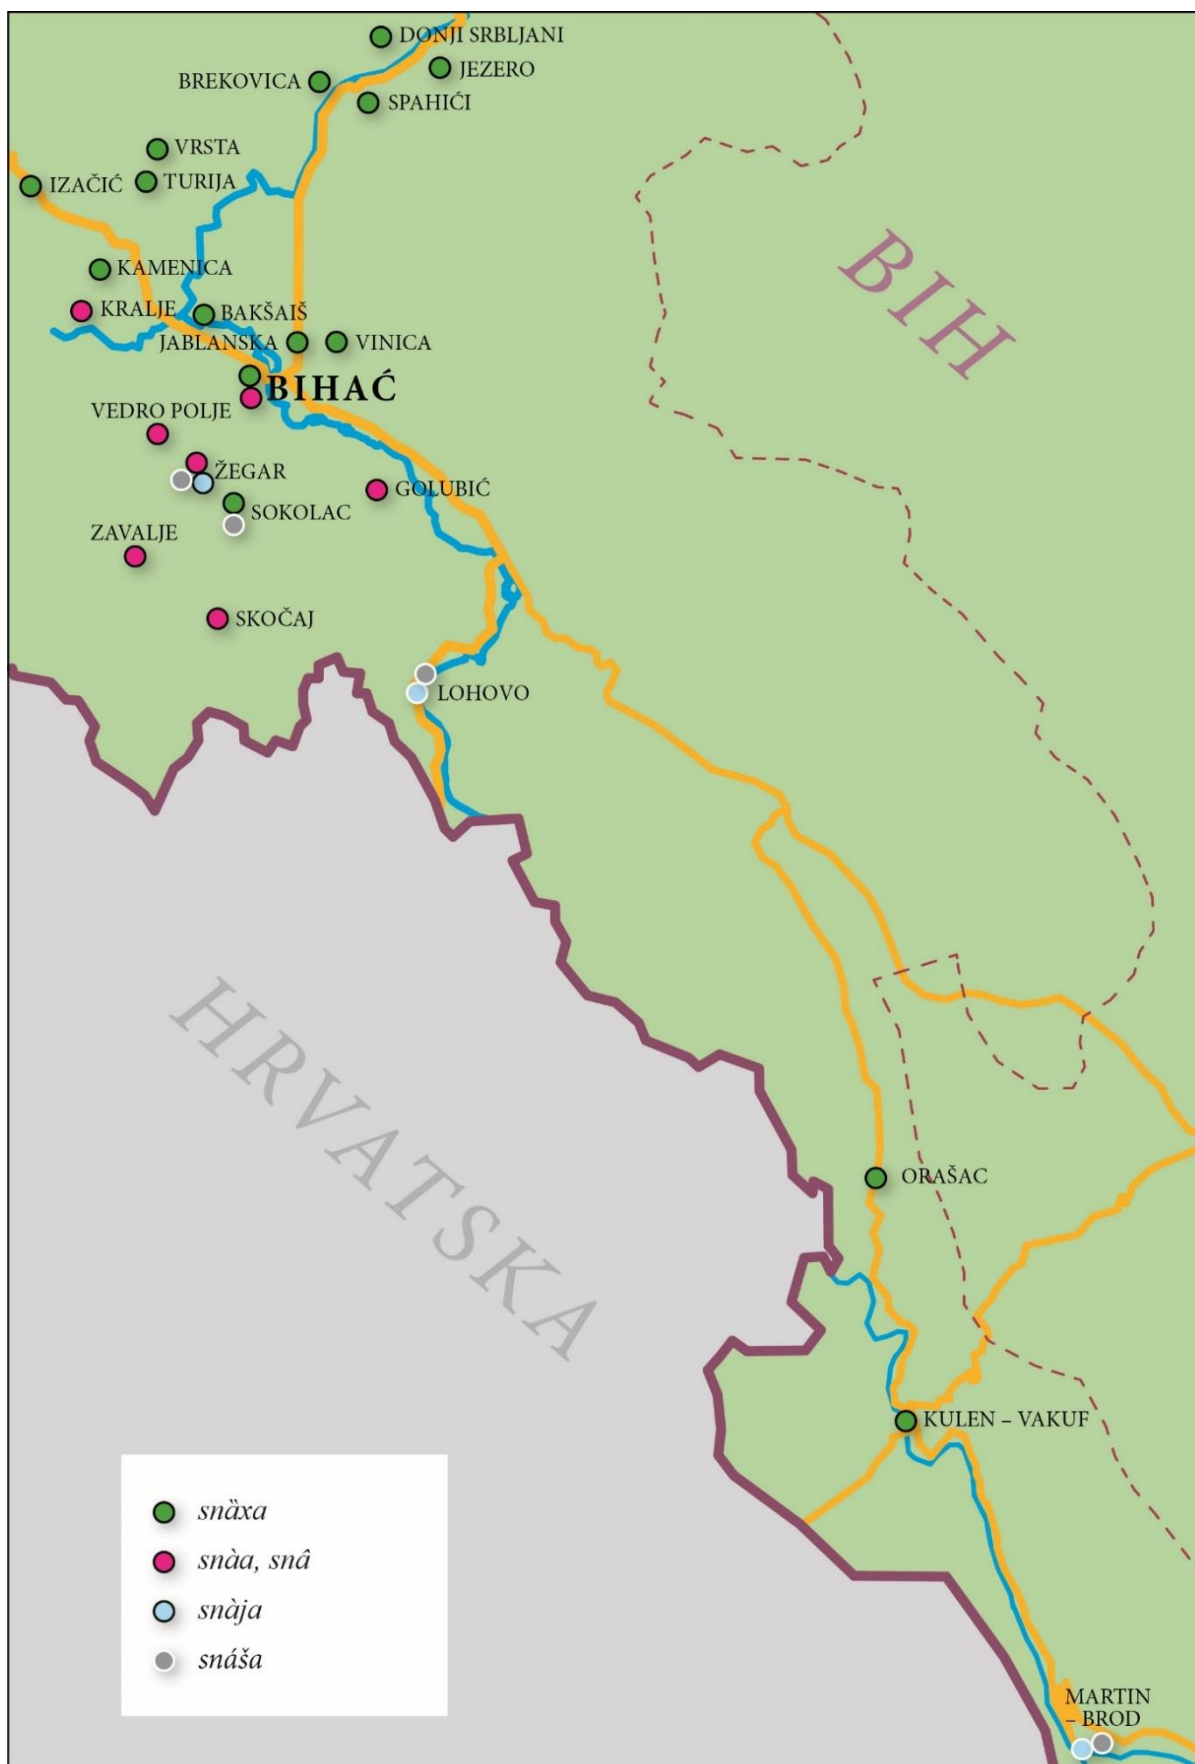 DONJI SRBLJANI
JEZERO
BREKOVICA
SPAHIĆI
VRSTA
IZAČIĆ
TURIJA
KAMENICA
KRALJE
BAKŠAIŠ
JABLANSKA
VINICA
BIHAĆ
VEDRO POLJE
ŽEGAR
GOLUBIĆ
SOKOLAC
ZAVALJE
SKOČAJ
LOHOVO
BIH
HRVATSKA
ORAŠAC
KULEN – VAKUF
MARTIN
– BROD
snȁxa
snàa, snâ
snàja
snáša